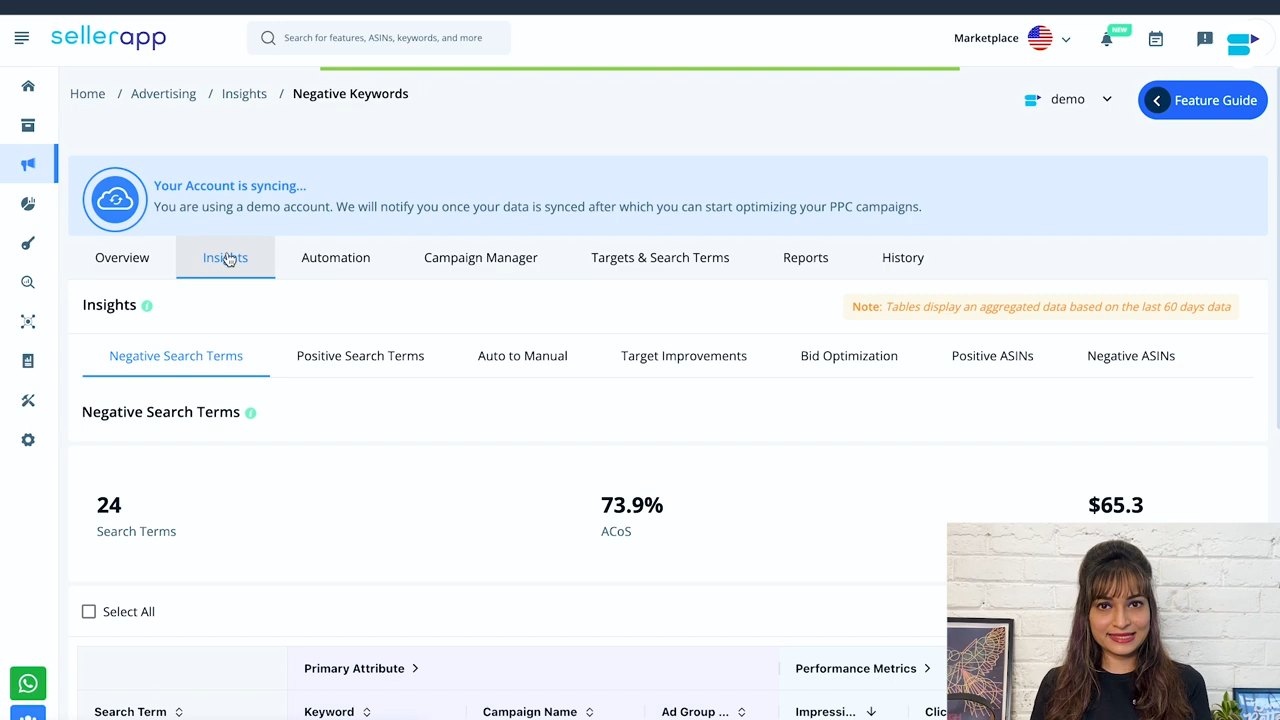 sellerapp
Search for features, ASINs, keywords, and more
Marketplace
NEW
Home / Advertising / Insights / Negative Keywords
demo
Feature Guide
Your Account is syncing...
You are using a demo account. We will notify you once your data is synced after which you can start optimizing your PPC campaigns.
Overview Insights Automation Campaign Manager Targets & Search Terms Reports History
Insights
Note: Tables display an aggregated data based on the last 60 days data
Negative Search Terms Positive Search Terms Auto to Manual Target Improvements Bid Optimization Positive ASINs Negative ASINs
Negative Search Terms
24 73.9% $65.3
Search Terms ACoS
Select All
Primary Attribute Performance Metrics
Search Term Keyword Campaign Ad Group ... Impressi...